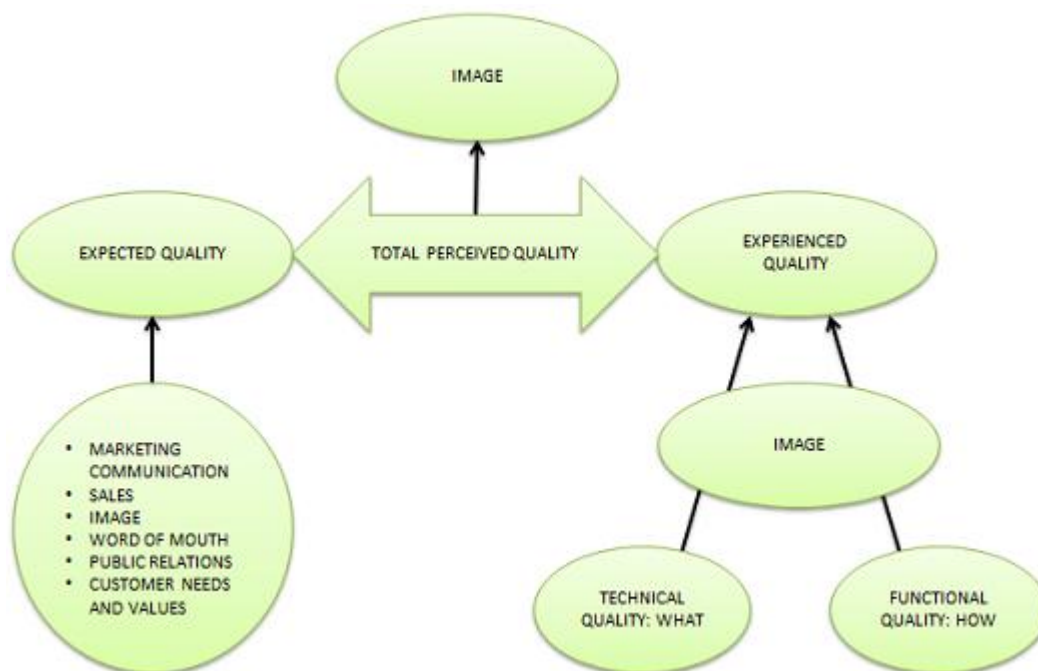 IMAGE
EXPECTED QUALITY
TOTAL PERCEIVED QUALITY
EXPERIENCED
QUALITY
• MARKETING
COMMUNICATION
• SALES
• IMAGE
• WORD OF MOUTH
• PUBLIC RELATIONS
• CUSTOMER NEEDS
AND VALUES
IMAGE
TECHNICAL
QUALITY: WHAT
FUNCTIONAL
QUALITY: HOW